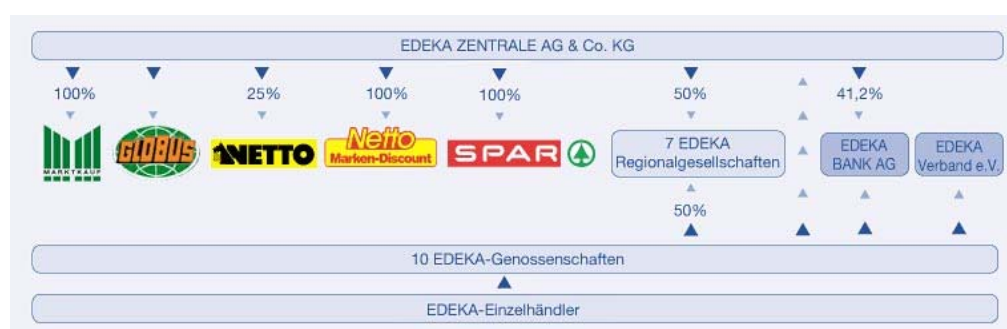 EDEKA ZENTRALE AG & Co. KG
100%
25%
100%
100%
50%
41,2%
MARKTKAUF
GLOBUS
NETTO
Netto
Marken-Discount
SPAR
7 EDEKA
Regionalgesellschaften
EDEKA
BANK AG
EDEKA
Verband e.V.
50%
10 EDEKA-Genossenschaften
EDEKA-Einzelhändler